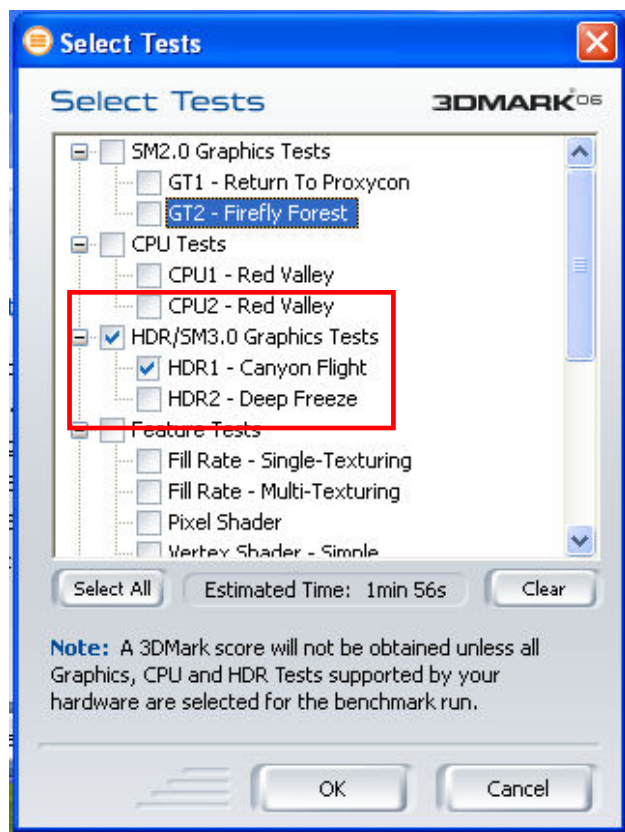 Select Tests
Select Tests
3DMARK®06
SM2.0 Graphics Tests
GT1 - Return To Proxycon
GT2 - Firefly Forest
CPU Tests
CPU1 - Red Valley
CPU2 - Red Valley
HDR/SM3.0 Graphics Tests
HDR1 - Canyon Flight
HDR2 - Deep Freeze
Feature Tests
Fill Rate - Single-Texturing
Fill Rate - Multi-Texturing
Pixel Shader
Vertex Shader - Simple
Select All
Estimated Time: 1min 56s
Clear
Note: A 3DMark score will not be obtained unless all
Graphics, CPU and HDR Tests supported by your
hardware are selected for the benchmark run.
OK
Cancel